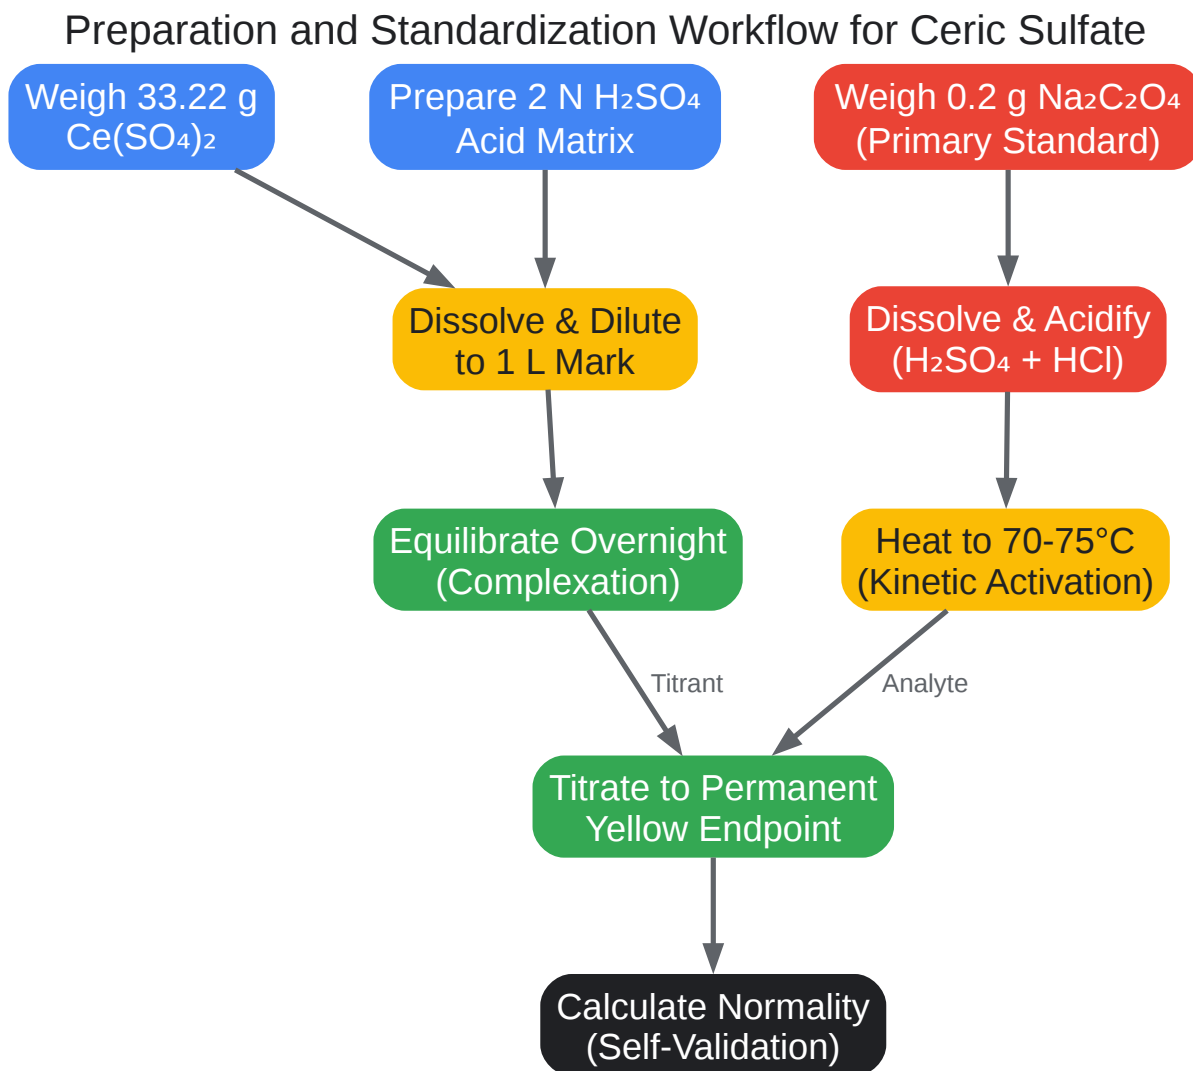 Preparation and Standardization Workflow for Ceric Sulfate
Weigh 33.22 g
Ce(SO₄)₂
Prepare 2 N H₂SO₄
Acid Matrix
Weigh 0.2 g Na₂C₂O₄
(Primary Standard)
Dissolve & Dilute
to 1 L Mark
Dissolve & Acidify
(H₂SO₄ + HCl)
Equilibrate Overnight
(Complexation)
Heat to 70-75°C
(Kinetic Activation)
Titrant
Analyte
Titrate to Permanent
Yellow Endpoint
Calculate Normality
(Self-Validation)